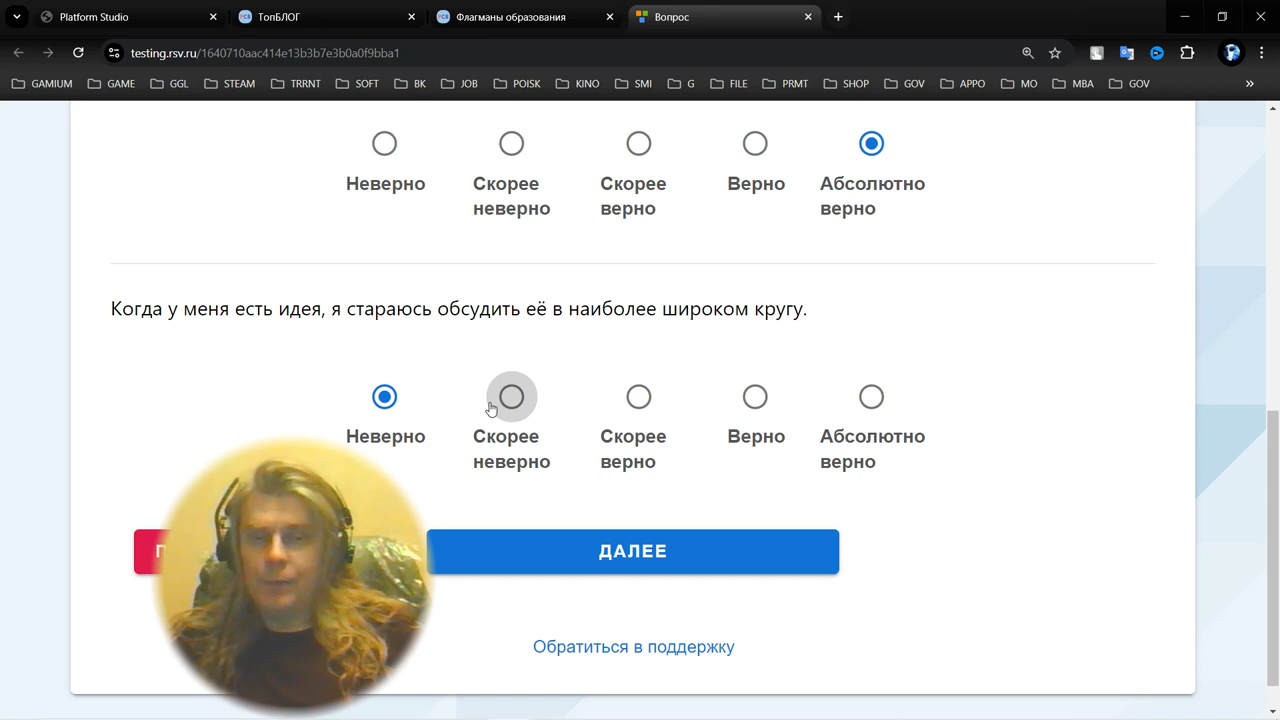 Platform Studio
ТопБЛОГ
Флагманы образования
Вопрос
testing.rsv.ru/1640710aac414e13b3b7e3b0a0f9bba1
GAMIUM GAME GGL STEAM TRRNT SOFT BK JOB POISK KINO SMI G FILE PRMT SHOP GOV APPO MO MBA GOV
Неверно Скорее неверно Скорее верно Верно Абсолютно верно
Когда у меня есть идея, я стараюсь обсудить её в наиболее широком кругу.
Неверно Скорее неверно Скорее верно Верно Абсолютно верно
ДАЛЕЕ
Обратиться в поддержку